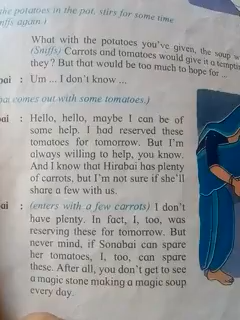 the potatoes in the pot, stirs for some time
niffs again.)
What with the potatoes you've given, the soup w
(Sniffs) Carrots and tomatoes would give it a tempti
they? But that would be too much to hope for ...
bai : Um ... I don't know ...
bai comes out with some tomatoes.)
ai : Hello, hello, maybe I can be of
some help. I had reserved these
tomatoes for tomorrow. But I'm
always willing to help, you know.
And I know that Hirabai has plenty
of carrots, but I'm not sure if she'll
share a few with us.
ai : (enters with a few carrots) I don't
have plenty. In fact, I, too, was
reserving these for tomorrow. But
never mind, if Sonabai can spare
her tomatoes, I, too, can spare
these. After all, you don't get to see
a magic stone making a magic soup
every day.